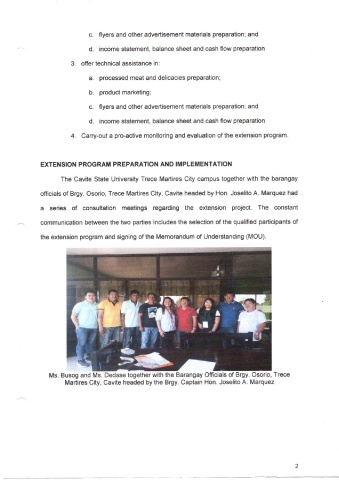 c. flyers and other advertisement materials preparation; and
d. income statement, balance sheet and cash flow preparation
3. offer technical assistance in:
a. processed meat and delicacies preparation;
b. product marketing;
c. flyers and other advertisement materials preparation; and
d. income statement, balance sheet and cash flow preparation
4. Carry-out a pro-active monitoring and evaluation of the extension program.
EXTENSION PROGRAM PREPARATION AND IMPLEMENTATION
The Cavite State University Trece Martires City campus together with the barangay
officials of Brgy. Osorio, Trece Martires City, Cavite headed by Hon. Joselito A. Marquez had
a series of consultation meetings regarding the extension project. The constant
communication between the two parties includes the selection of the qualified participants of
the extension program and signing of the Memorandum of Understanding (MOU).
Ms. Busog and Ms. Dedase together with the Barangay Officials of Brgy. Osorio, Trece
Martires City, Cavite headed by the Brgy. Captain Hon. Joselito A. Marquez
2